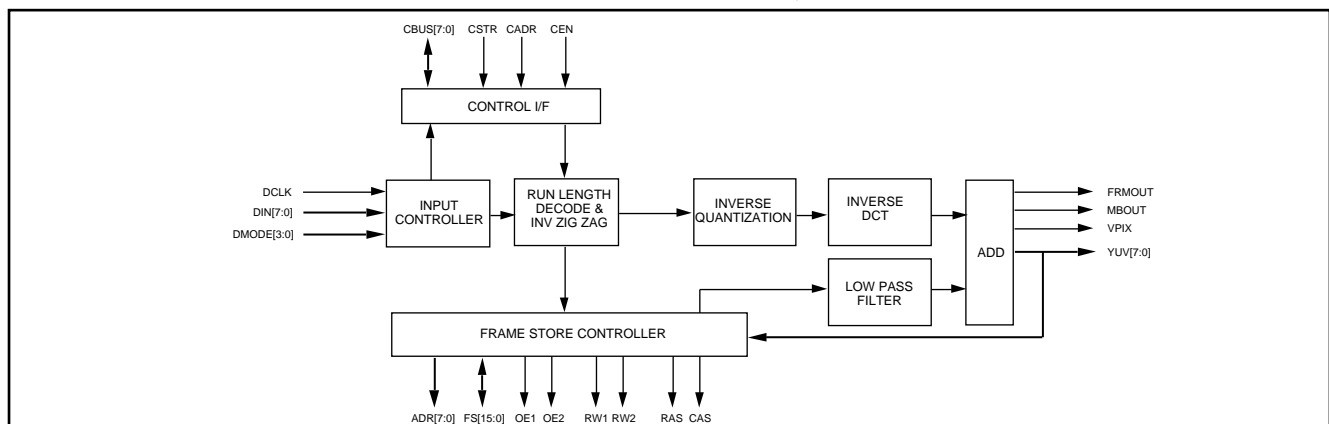 CBUS[7:0] CSTR CADR CEN
CONTROL I/F
DCLK
DIN[7:0]
DMODE[3:0]
INPUT
CONTROLLER
RUN LENGTH
DECODE &
INV ZIG ZAG
INVERSE
QUANTIZATION
INVERSE
DCT
ADD
FRMOUT
MBOUT
VPIX
YUV[7:0]
LOW PASS
FILTER
FRAME STORE CONTROLLER
ADR[7:0] FS[15:0] OE1 OE2 RW1 RW2 RAS CAS